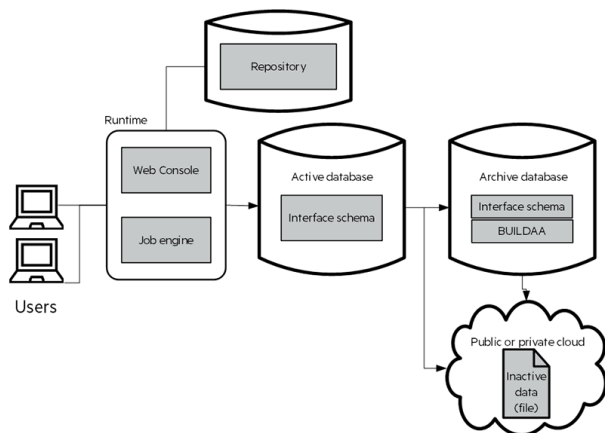 Repository
Runtime
Web Console
Job engine
Users
Active database
Interface schema
Archive database
Interface schema
BUILDAA
Public or private cloud
Inactive
data
(file)